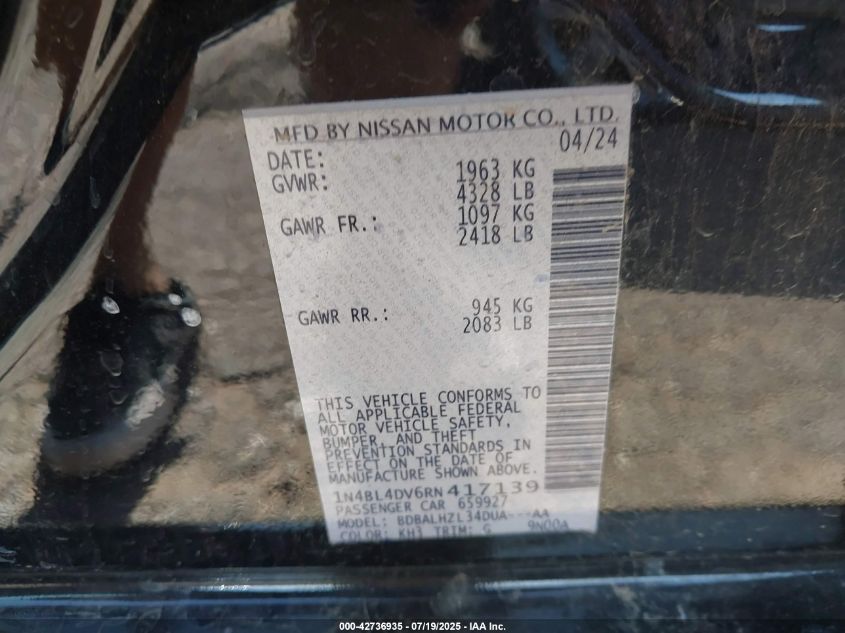 MFD BY NISSAN MOTOR CO., LTD.
DATE: 04/24
GVWR: 1963 KG
4328 LB
GAWR FR.: 1097 KG
2418 LB
GAWR RR.: 945 KG
2083 LB
THIS VEHICLE CONFORMS TO
ALL APPLICABLE FEDERAL
MOTOR VEHICLE SAFETY,
BUMPER, AND THEFT
PREVENTION STANDARDS IN
EFFECT ON THE DATE OF
MANUFACTURE SHOWN ABOVE.
1N4BL4DV6RN417139
PASSENGER CAR 659927
MODEL: BDBALHZL34DUA---AA
COLOR: KH3 TRIM: G 9N00A
000-42736935 - 07/19/2025 - IAA Inc.